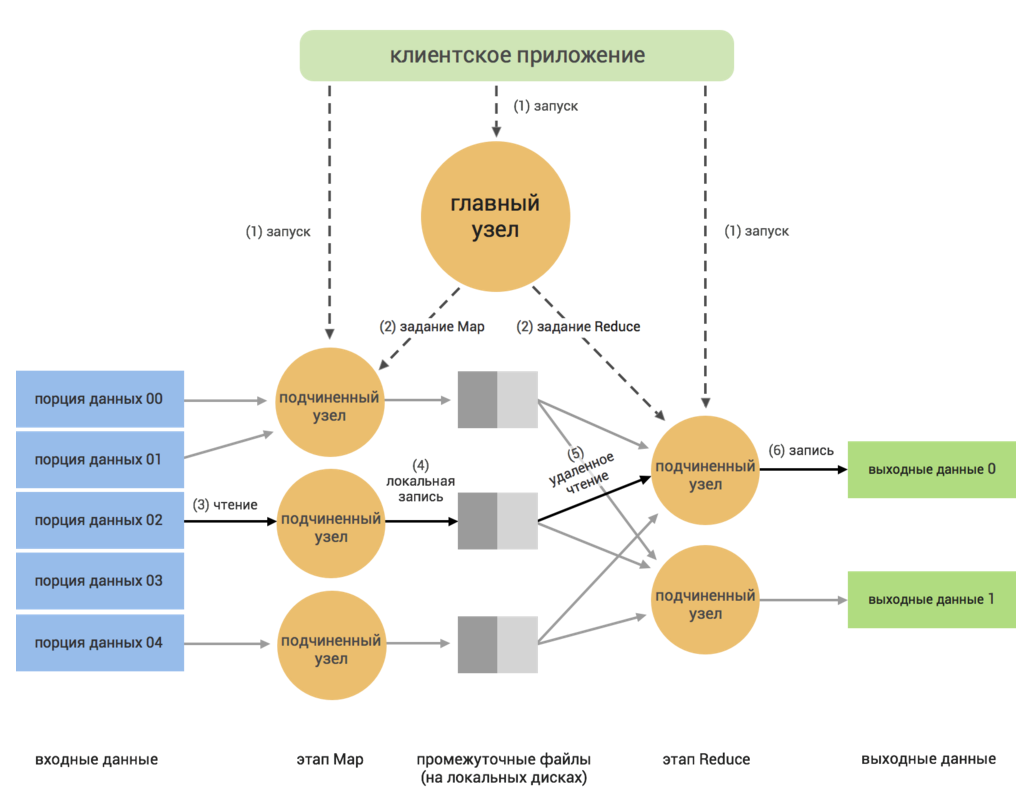 клиентское приложение
(1) запуск
главный
узел
(1) запуск
(1) запуск
(2) задание Map
(2) задание Reduce
порция данных 00
порция данных 01
порция данных 02
порция данных 03
порция данных 04
подчиненный
узел
(3) чтение
подчиненный
узел
подчиненный
узел
(4)
локальная
запись
(5)
удаленное
чтение
подчиненный
узел
подчиненный
узел
(6) запись
выходные данные 0
выходные данные 1
входные данные
этап Map
промежуточные файлы
(на локальных дисках)
этап Reduce
выходные данные